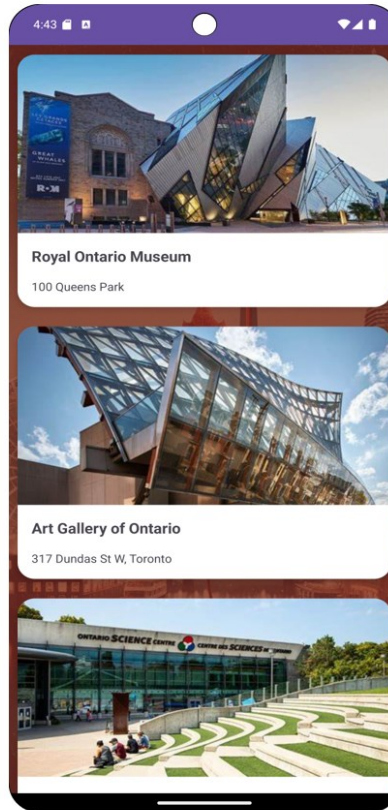 4:43
GREAT
WHALES
ROM
Royal Ontario Museum
100 Queens Park
Art Gallery of Ontario
317 Dundas St W, Toronto
ONTARIO SCIENCE CENTRE CENTRE DES SCIENCES